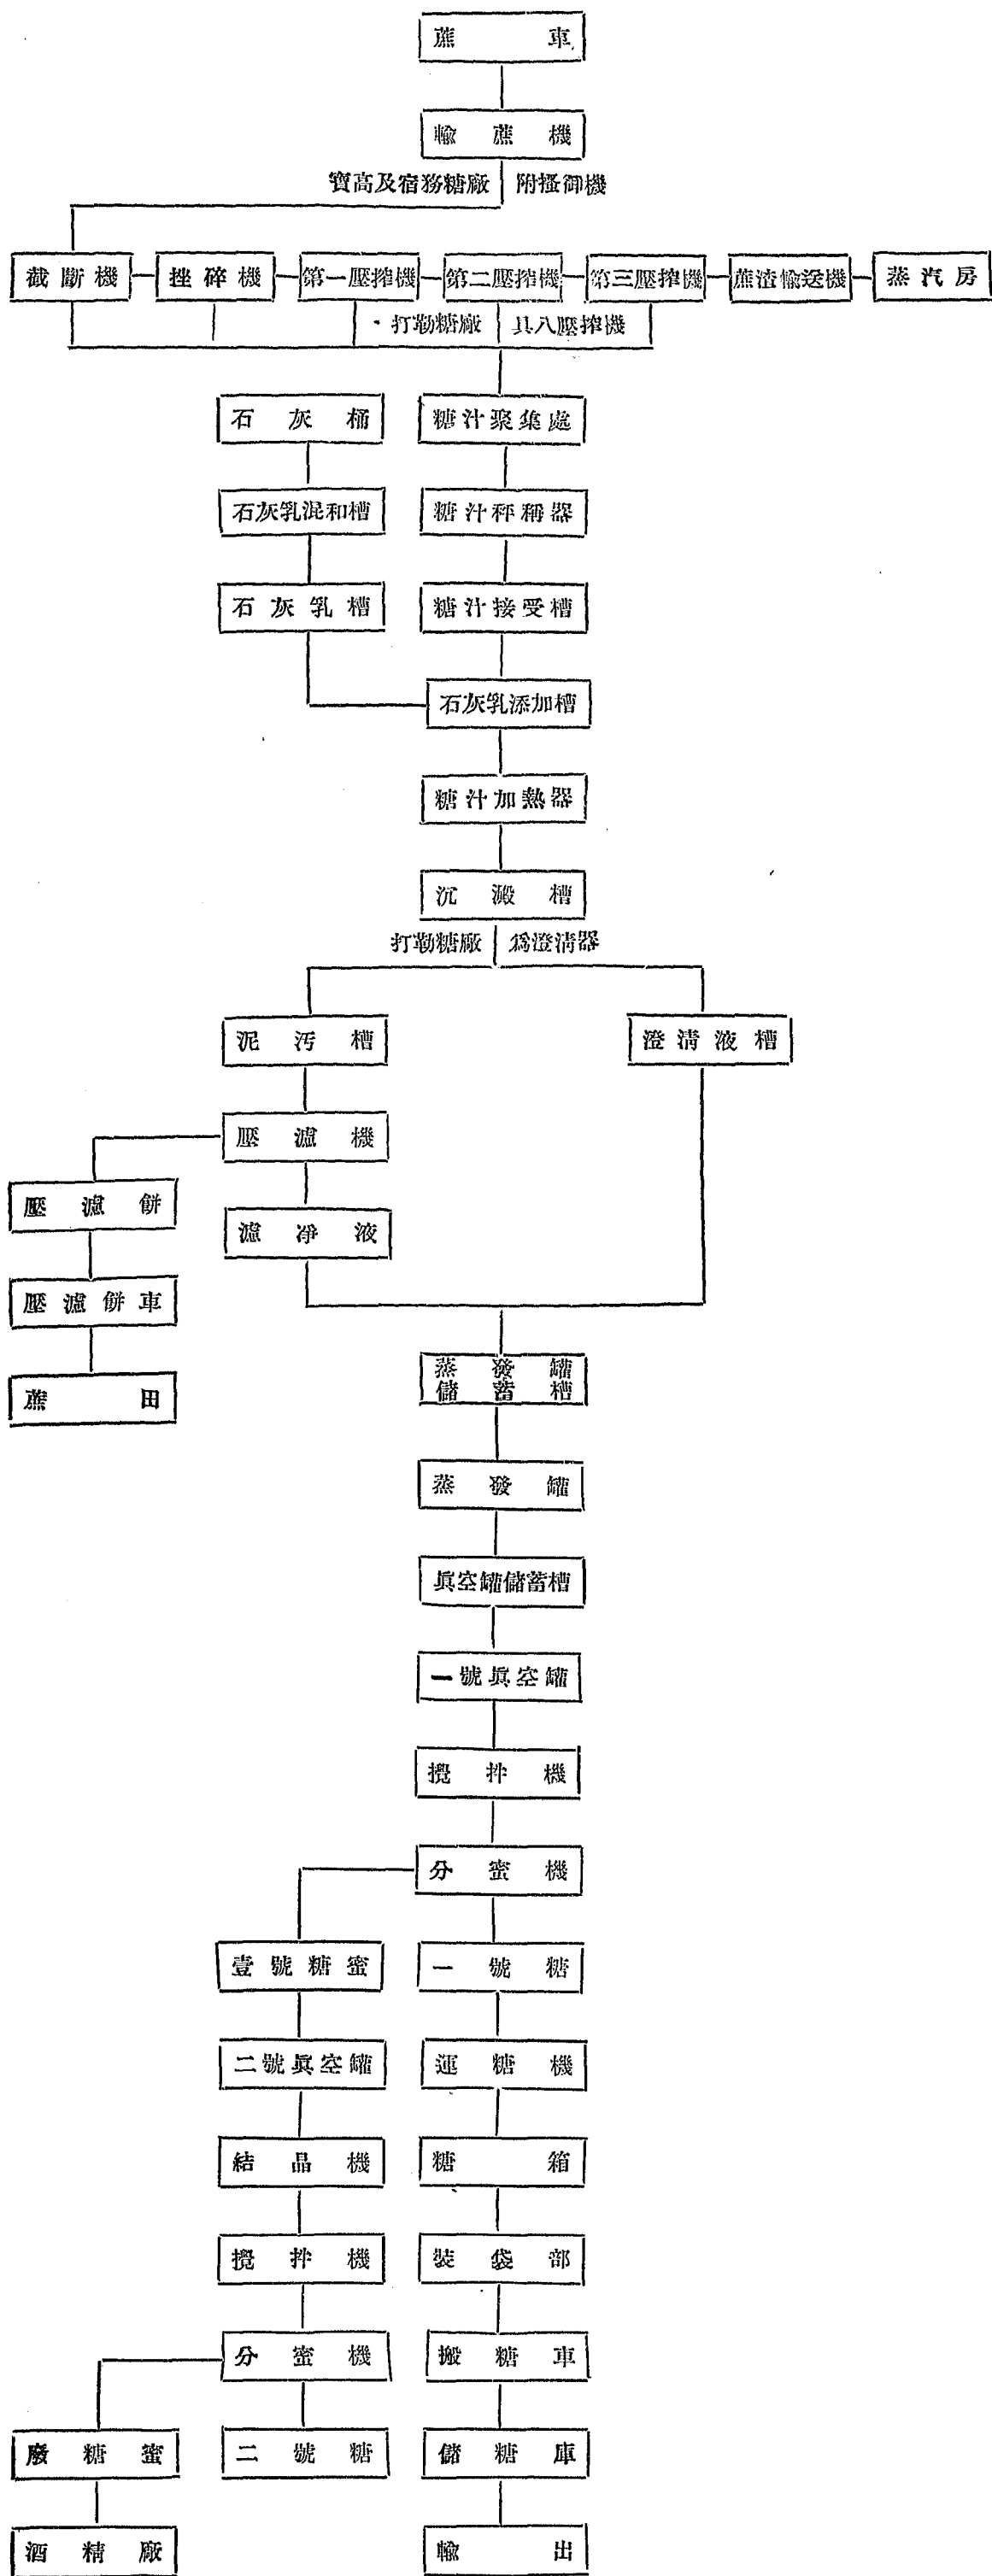 蔗車
輸蔗機
寶高及宿務糖廠 附搔御機
截斷機 挫碎機 第一壓搾機 第二壓搾機 第三壓搾機 蔗渣輸送機 蒸汽房
打勒糖廠 具八壓搾機
石灰桶 糖汁聚集處
石灰乳混和槽 糖汁秤稱器
石灰乳槽 糖汁接受槽
石灰乳添加槽
糖汁加熱器
沉澱槽
打勒糖廠 爲澄清器
泥汚槽 澄清液槽
壓濾機
壓濾餅 濾凈液
壓濾餅車
蒸發罐
儲蓄槽
蔗田
蒸發罐
眞空罐儲蓄槽
一號眞空罐
攪拌機
分蜜機
壹號糖蜜 一號糖
二號眞空罐 運糖機
結晶機 糖箱
攪拌機 裝袋部
分蜜機 搬糖車
廢糖蜜 二號糖 儲糖庫
酒精廠 輸出